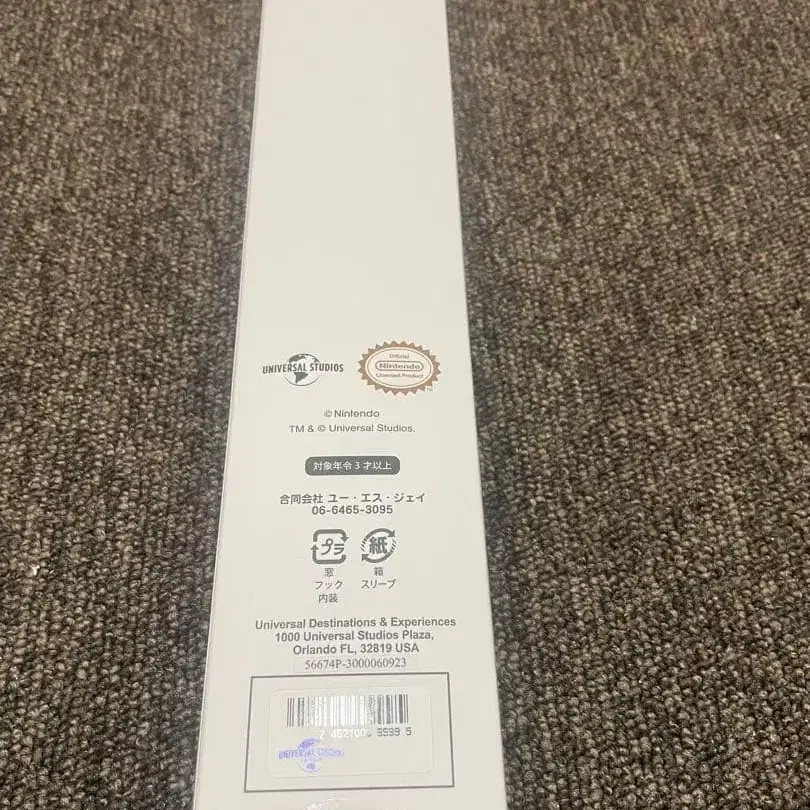 UNIVERSAL STUDIOS
Official
Nintendo
Licensed Product
TM
© Nintendo
TM & © Universal Studios.
対象年令3才以上
合同会社 ユー・エス・ジェイ
06-6465-3095
プラ 紙
窓 箱
フック スリーブ
内装
Universal Destinations & Experiences
1000 Universal Studios Plaza,
Orlando FL, 32819 USA
56674P-3000060923
UNIVERSAL STUDIOS